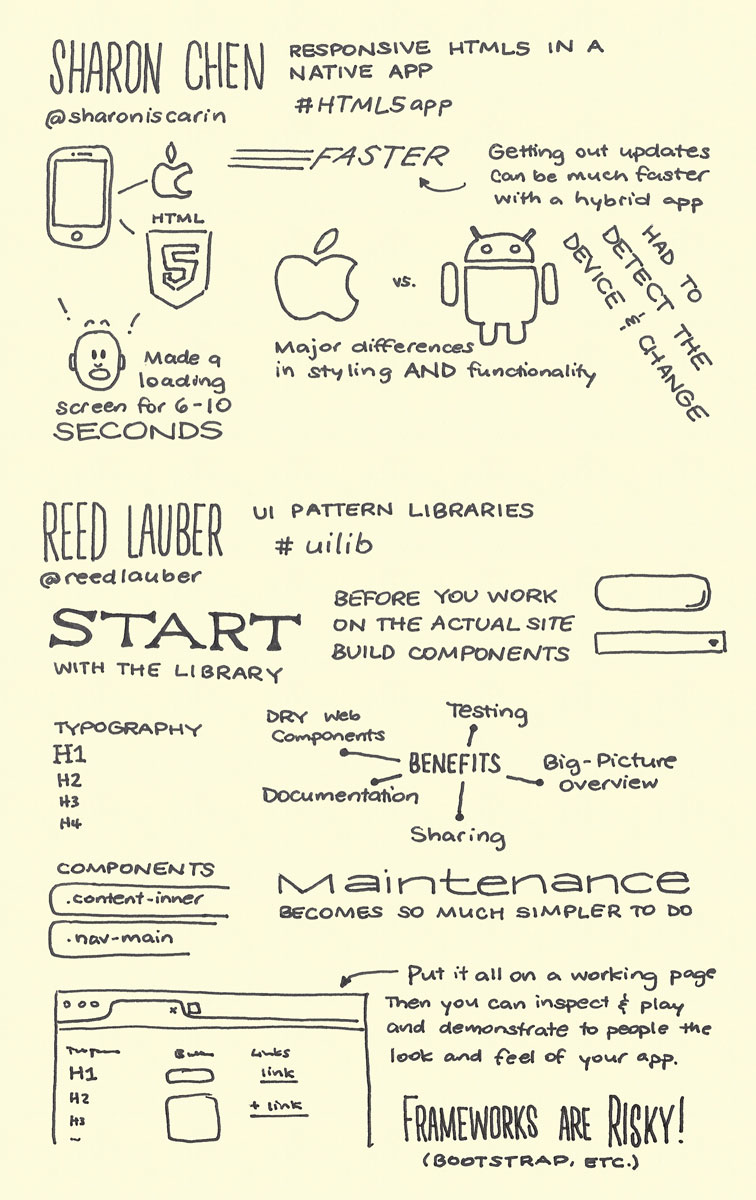 SHARON CHEN
@sharoniscarin
RESPONSIVE HTML5 IN A
NATIVE APP
#HTML5app
HTML
5
FASTER
Getting out updates
can be much faster
with a hybrid app
vs.
Major differences
in styling AND functionality
HAD TO
DETECT THE
DEVICE & CHANGE
Made a
loading
screen for 6-10
SECONDS
REED LAUBER
@reedlauber
UI PATTERN LIBRARIES
# uilib
START
WITH THE LIBRARY
BEFORE YOU WORK
ON THE ACTUAL SITE
BUILD COMPONENTS
TYPOGRAPHY
H1
H2
H3
H4
DRY Web
Components
Testing
BENEFITS
Big-Picture
overview
Documentation
Sharing
COMPONENTS
.content-inner
.nav-main
Maintenance
BECOMES SO MUCH SIMPLER TO DO
Put it all on a working page
Then you can inspect & play
and demonstrate to people the
look and feel of your app.
x
Links
H1
link
H2
+ link
H3
FRAMEWORKS ARE RISKY!
(BOOTSTRAP, ETC.)